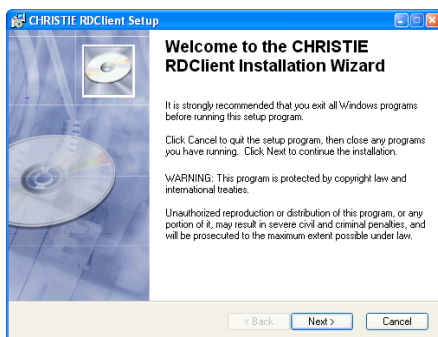 CHRISTIE RDClient Setup
Welcome to the CHRISTIE
RDClient Installation Wizard
It is strongly recommended that you exit all Windows programs
before running this setup program.
Click Cancel to quit the setup program, then close any programs
you have running. Click Next to continue the installation.
WARNING: This program is protected by copyright law and
international treaties.
Unauthorized reproduction or distribution of this program, or any
portion of it, may result in severe civil and criminal penalties, and
will be prosecuted to the maximum extent possible under law.
< Back Next > Cancel